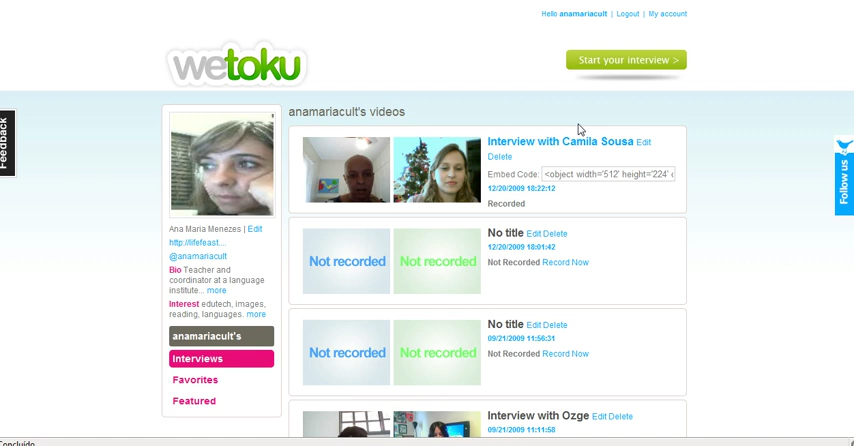 Hello anamariacult | Logout | My account
wetoku
Start your interview >
Feedback
Follow us
anamariacult's videos
Interview with Camila Sousa Edit
Delete
Embed Code: <object width='512' height='224'
12/20/2009 18:22:12
Recorded
Ana Maria Menezes | Edit
http://lifefeast....
@anamariacult
Bio Teacher and
coordinator at a language
institute... more
Interest edutech, images,
reading, languages. more
anamariacult's
Interviews
Favorites
Featured
Not recorded
Not recorded
No title Edit Delete
12/20/2009 18:01:42
Not Recorded Record Now
Not recorded
Not recorded
No title Edit Delete
09/21/2009 11:56:31
Not Recorded Record Now
Interview with Ozge Edit Delete
09/21/2009 11:11:58
Concluído